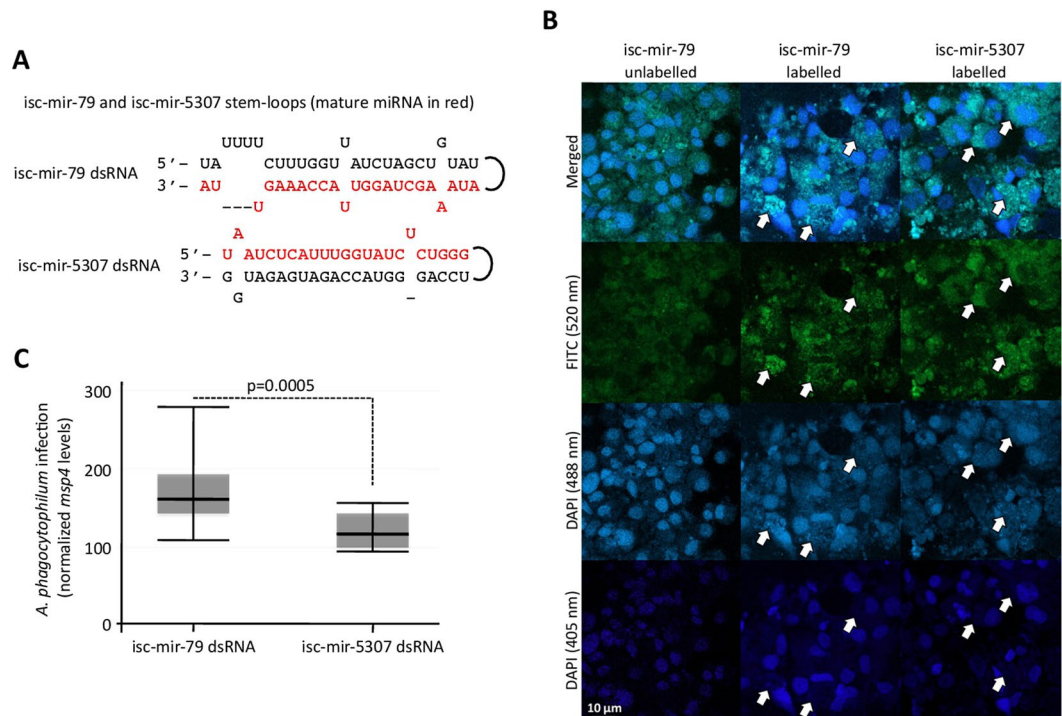 A
isc-mir-79 and isc-mir-5307 stem-loops (mature miRNA in red)
UUUU U G
isc-mir-79 dsRNA
5′– UA CUUUGGU AUCUAGCU UAU
3′– AU GAAACCA UGGAUCGA AUA
---U U A
A U
isc-mir-5307 dsRNA
5′– U AUCUCAUUUGGUAUC CUGGG
3′– G UAGAGUAGACCAUGG GACCU
G –
C
A. phagocytophilum infection
(normalized msp4 levels)
300
200
100
0
p=0.0005
isc-mir-79 dsRNA isc-mir-5307 dsRNA
B
isc-mir-79
unlabelled
isc-mir-79
labelled
isc-mir-5307
labelled
Merged
FITC (520 nm)
DAPI (488 nm)
DAPI (405 nm)
10 µm